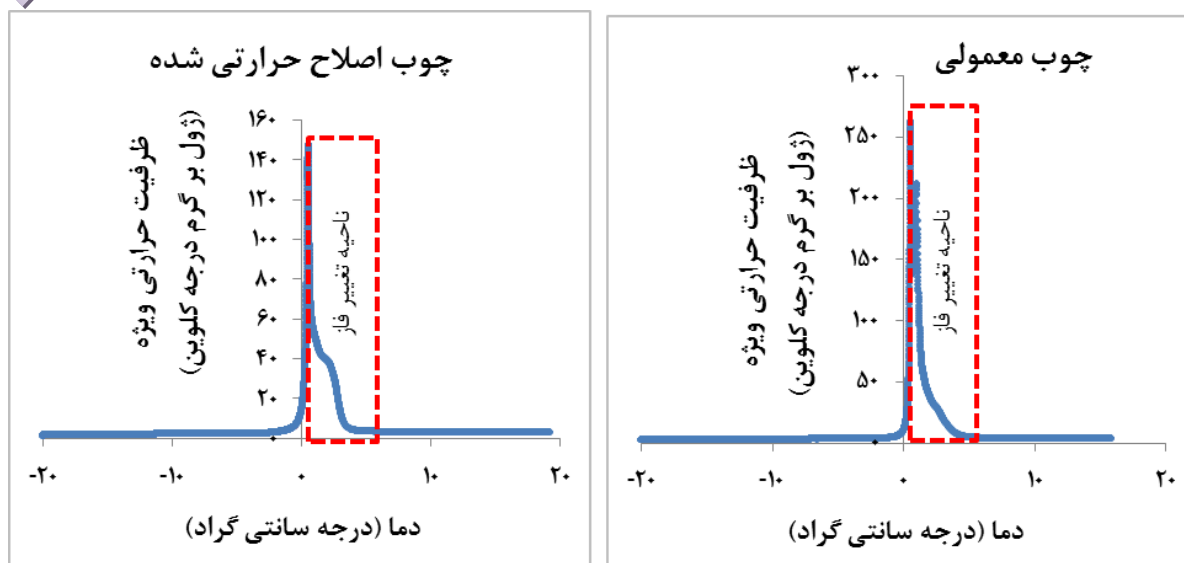 چوب معمولی
ظرفیت حرارتی ویژه
(ژول بر گرم درجه کلوین)
۳۰۰
۲۵۰
۲۰۰
۱۵۰
۱۰۰
۵۰
۰
ناحیه تغییر فاز
-۲۰
-۱۰
۰
۱۰
۲۰
دما (درجه سانتی گراد)
چوب اصلاح حرارتی شده
ظرفیت حرارتی ویژه
(ژول بر گرم درجه کلوین)
۱۶۰
۱۴۰
۱۲۰
۱۰۰
۸۰
۶۰
۴۰
۲۰
۰
ناحیه تغییر فاز
-۲۰
-۱۰
۰
۱۰
۲۰
دما (درجه سانتی گراد)